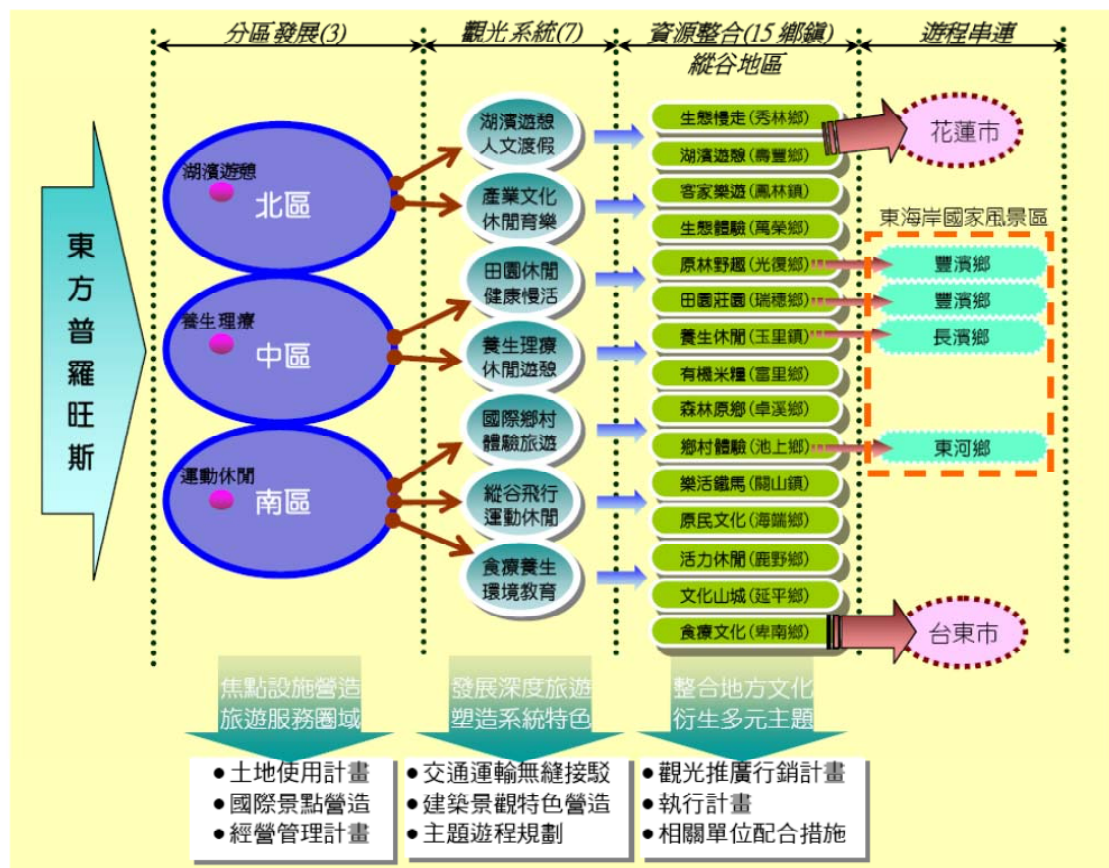 分區發展(3)
觀光系統(7)
資源整合(15 鄉鎮)
縱谷地區
遊程串連
東方普羅旺斯
湖濱遊憩
北區
養生理療
中區
運動休閒
南區
湖濱遊憩
人文渡假
產業文化
休閒育樂
田園休閒
健康慢活
養生理療
休閒遊憩
國際鄉村
體驗旅遊
縱谷飛行
運動休閒
食療養生
環境教育
生態慢走(秀林鄉)
湖濱遊憩(壽豐鄉)
客家樂遊(鳳林鎮)
生態體驗(萬榮鄉)
原林野趣(光復鄉)
田園莊園(瑞穗鄉)
養生休閒(玉里鎮)
有機米糧(富里鄉)
森林原鄉(卓溪鄉)
鄉村體驗(池上鄉)
樂活鐵馬(關山鎮)
原民文化(海端鄉)
活力休閒(鹿野鄉)
文化山城(延平鄉)
食療文化(卑南鄉)
花蓮市
東海岸國家風景區
豐濱鄉
豐濱鄉
長濱鄉
東河鄉
台東市
焦點設施營造
旅遊服務圈域
發展深度旅遊
塑造系統特色
整合地方文化
衍生多元主題
●土地使用計畫
●國際景點營造
●經營管理計畫
●交通運輸無縫接駁
●建築景觀特色營造
●主題遊程規劃
●觀光推廣行銷計畫
●執行計畫
●相關單位配合措施